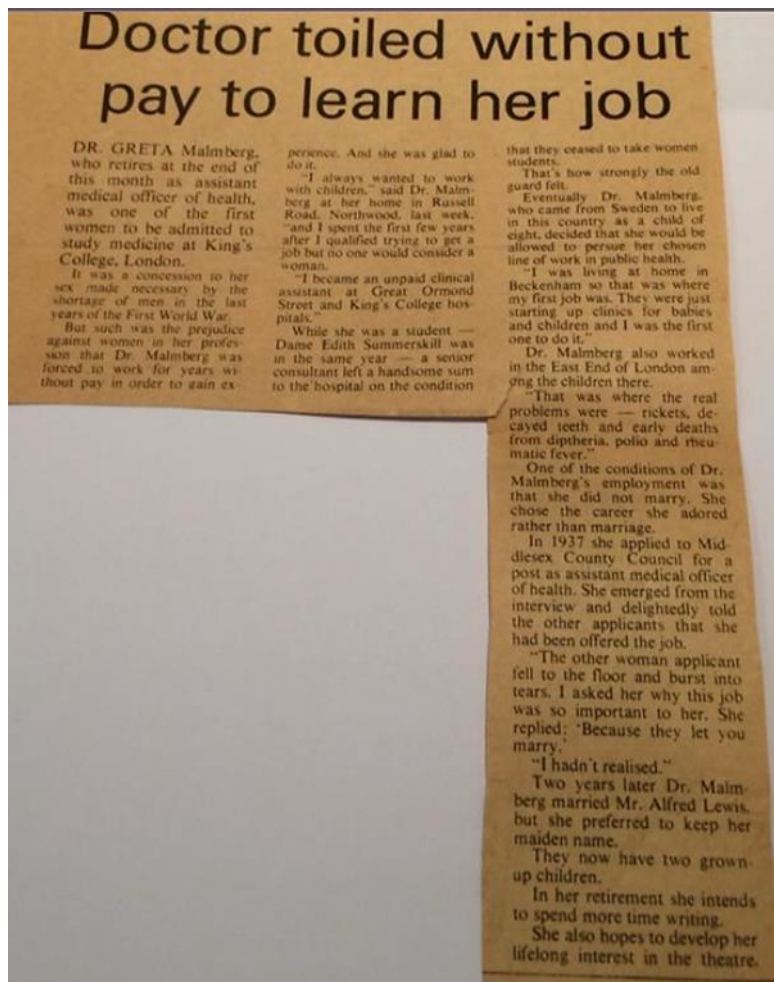 Doctor toiled without
pay to learn her job
DR. GRETA Malmberg,
who retires at the end of
this month as assistant
medical officer of health,
was one of the first
women to be admitted to
study medicine at King's
College, London.
It was a concession to her
sex made necessary by the
shortage of men in the last
years of the First World War.
But such was the prejudice
against women in her profes-
sion that Dr. Malmberg was
forced to work for years wi-
thout pay in order to gain ex-
perience. And she was glad to
do it.
"I always wanted to work
with children," said Dr. Malm-
berg at her home in Russell
Road, Northwood, last week,
"and I spent the first few years
after I qualified trying to get a
job but no one would consider a
woman.
"I became an unpaid clinical
assistant at Great Ormond
Street and King's College hos-
pitals."
While she was a student —
Dame Edith Summerskill was
in the same year — a senior
consultant left a handsome sum
to the hospital on the condition
that they ceased to take women
students.
That's how strongly the old
guard felt.
Eventually Dr. Malmberg,
who came from Sweden to live
in this country as a child of
eight, decided that she would be
allowed to persue her chosen
line of work in public health.
"I was living at home in
Beckenham so that was where
my first job was. They were just
starting up clinics for babies
and children and I was the first
one to do it."
Dr. Malmberg also worked
in the East End of London am-
ong the children there.
"That was where the real
problems were — rickets, de-
cayed teeth and early deaths
from diptheria, polio and rheu-
matic fever."
One of the conditions of Dr.
Malmberg's employment was
that she did not marry. She
chose the career she adored
rather than marriage.
In 1937 she applied to Mid-
dlesex County Council for a
post as assistant medical officer
of health. She emerged from the
interview and delightedly told
the other applicants that she
had been offered the job.
"The other woman applicant
fell to the floor and burst into
tears. I asked her why this job
was so important to her. She
replied: 'Because they let you
marry.'
"I hadn't realised."
Two years later Dr. Malm-
berg married Mr. Alfred Lewis,
but she preferred to keep her
maiden name.
They now have two grown-
up children.
In her retirement she intends
to spend more time writing.
She also hopes to develop her
lifelong interest in the theatre.